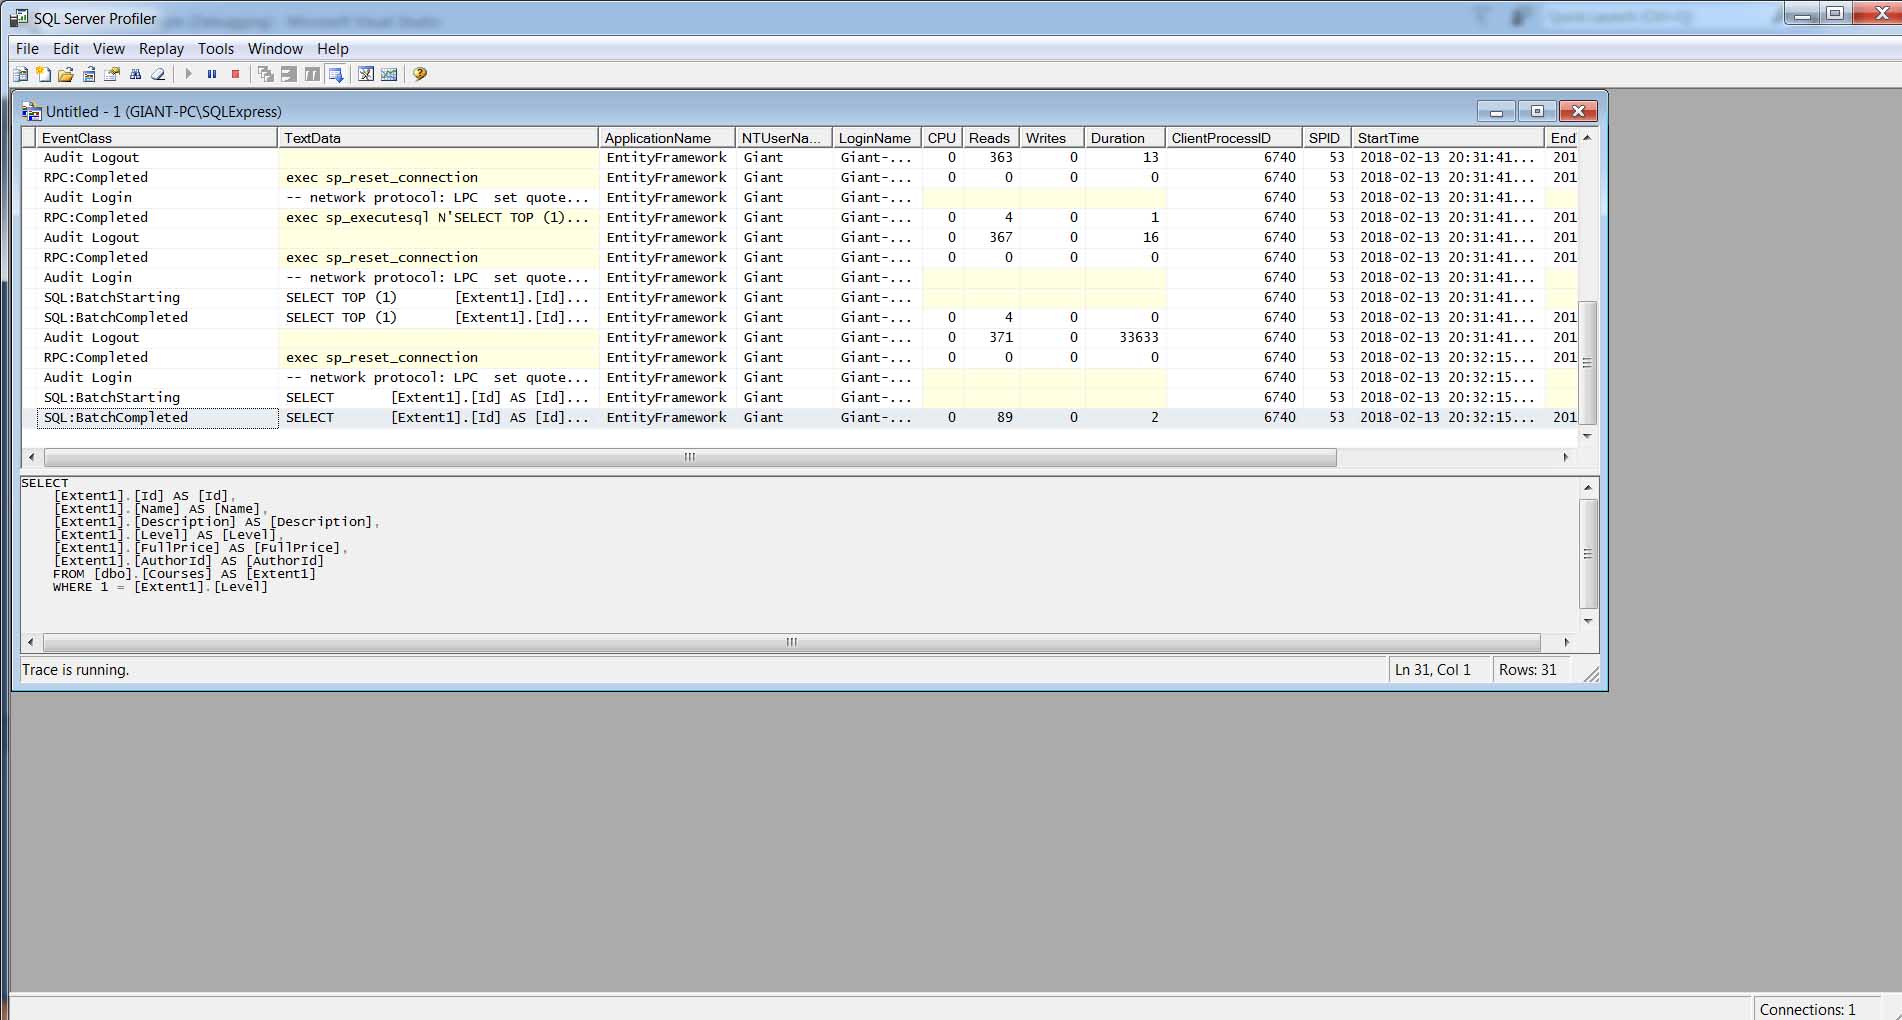 SQL Server Profiler
File Edit View Replay Tools Window Help
Untitled - 1 (GIANT-PC\SQLExpress)
EventClass TextData ApplicationName NTUserNa... LoginName CPU Reads Writes Duration ClientProcessID SPID StartTime End
Audit Logout EntityFramework Giant Giant-... 0 363 0 13 6740 53 2018-02-13 20:31:41... 201
RPC:Completed exec sp_reset_connection EntityFramework Giant Giant-... 0 0 0 0 6740 53 2018-02-13 20:31:41... 201
Audit Login -- network protocol: LPC set quote... EntityFramework Giant Giant-... 6740 53 2018-02-13 20:31:41...
RPC:Completed exec sp_executesql N'SELECT TOP (1)... EntityFramework Giant Giant-... 0 4 0 1 6740 53 2018-02-13 20:31:41... 201
Audit Logout EntityFramework Giant Giant-... 0 367 0 16 6740 53 2018-02-13 20:31:41... 201
RPC:Completed exec sp_reset_connection EntityFramework Giant Giant-... 0 0 0 0 6740 53 2018-02-13 20:31:41... 201
Audit Login -- network protocol: LPC set quote... EntityFramework Giant Giant-... 6740 53 2018-02-13 20:31:41...
SQL:BatchStarting SELECT TOP (1) [Extent1].[Id]... EntityFramework Giant Giant-... 6740 53 2018-02-13 20:31:41...
SQL:BatchCompleted SELECT TOP (1) [Extent1].[Id]... EntityFramework Giant Giant-... 0 4 0 0 6740 53 2018-02-13 20:31:41... 201
Audit Logout EntityFramework Giant Giant-... 0 371 0 33633 6740 53 2018-02-13 20:31:41... 201
RPC:Completed exec sp_reset_connection EntityFramework Giant Giant-... 0 0 0 0 6740 53 2018-02-13 20:32:15... 201
Audit Login -- network protocol: LPC set quote... EntityFramework Giant Giant-... 6740 53 2018-02-13 20:32:15...
SQL:BatchStarting SELECT [Extent1].[Id] AS [Id]... EntityFramework Giant Giant-... 6740 53 2018-02-13 20:32:15...
SQL:BatchCompleted SELECT [Extent1].[Id] AS [Id]... EntityFramework Giant Giant-... 0 89 0 2 6740 53 2018-02-13 20:32:15... 201
SELECT
[Extent1].[Id] AS [Id],
[Extent1].[Name] AS [Name],
[Extent1].[Description] AS [Description],
[Extent1].[Level] AS [Level],
[Extent1].[FullPrice] AS [FullPrice],
[Extent1].[AuthorId] AS [AuthorId]
FROM [dbo].[Courses] AS [Extent1]
WHERE 1 = [Extent1].[Level]
Trace is running. Ln 31, Col 1 Rows: 31
Connections: 1